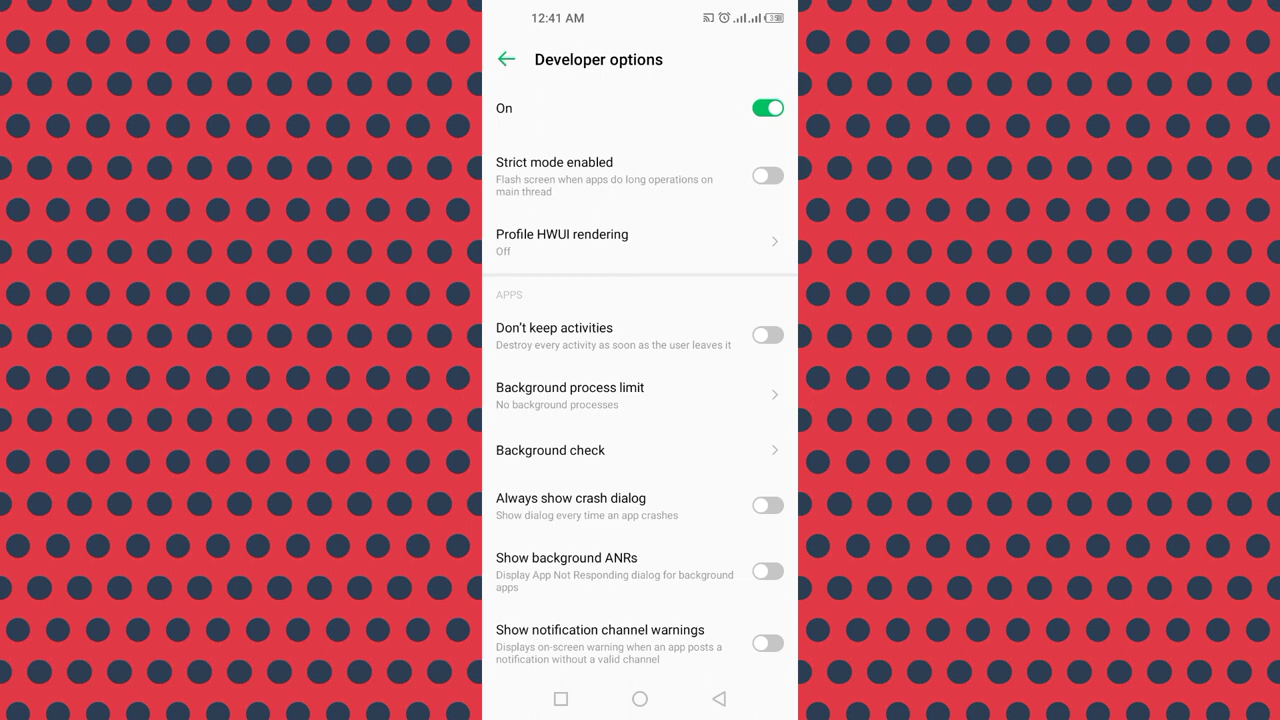 12:41 AM
Developer options
On
Strict mode enabled
Flash screen when apps do long operations on
main thread
Profile HWUI rendering
Off
APPS
Don't keep activities
Destroy every activity as soon as the user leaves it
Background process limit
No background processes
Background check
Always show crash dialog
Show dialog every time an app crashes
Show background ANRs
Display App Not Responding dialog for background
apps
Show notification channel warnings
Displays on-screen warning when an app posts a
notification without a valid channel